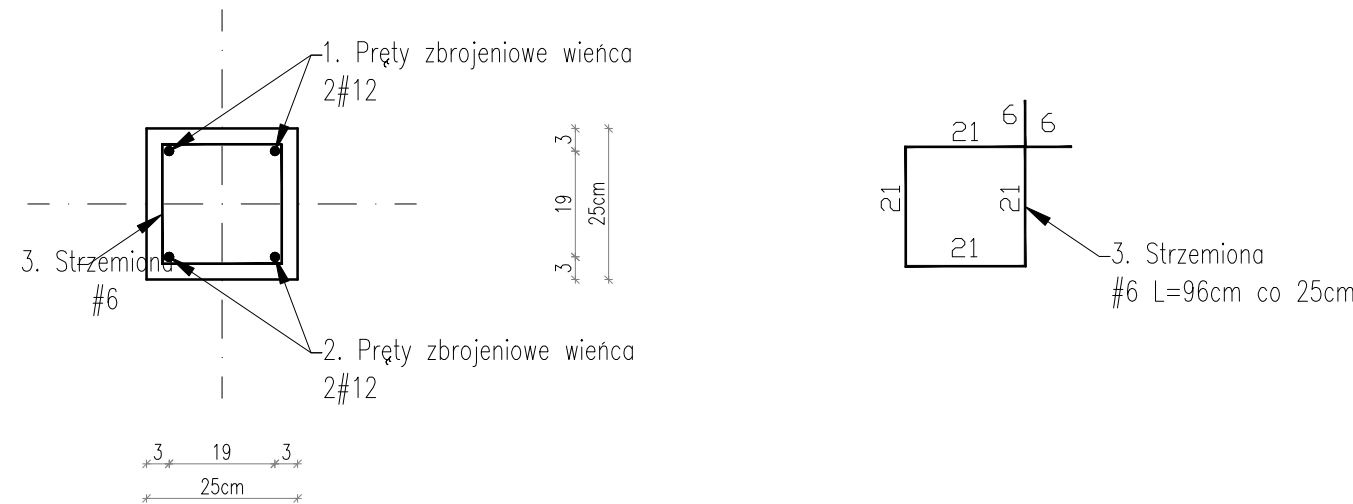 1. Pręty zbrojeniowe wieńca
2#12
3. Strzemiona
#6
2. Pręty zbrojeniowe wieńca
2#12
3
19
3
25cm
3 19 3
25cm
21
6 6
21
21
21
3. Strzemiona
#6 L=96cm co 25cm